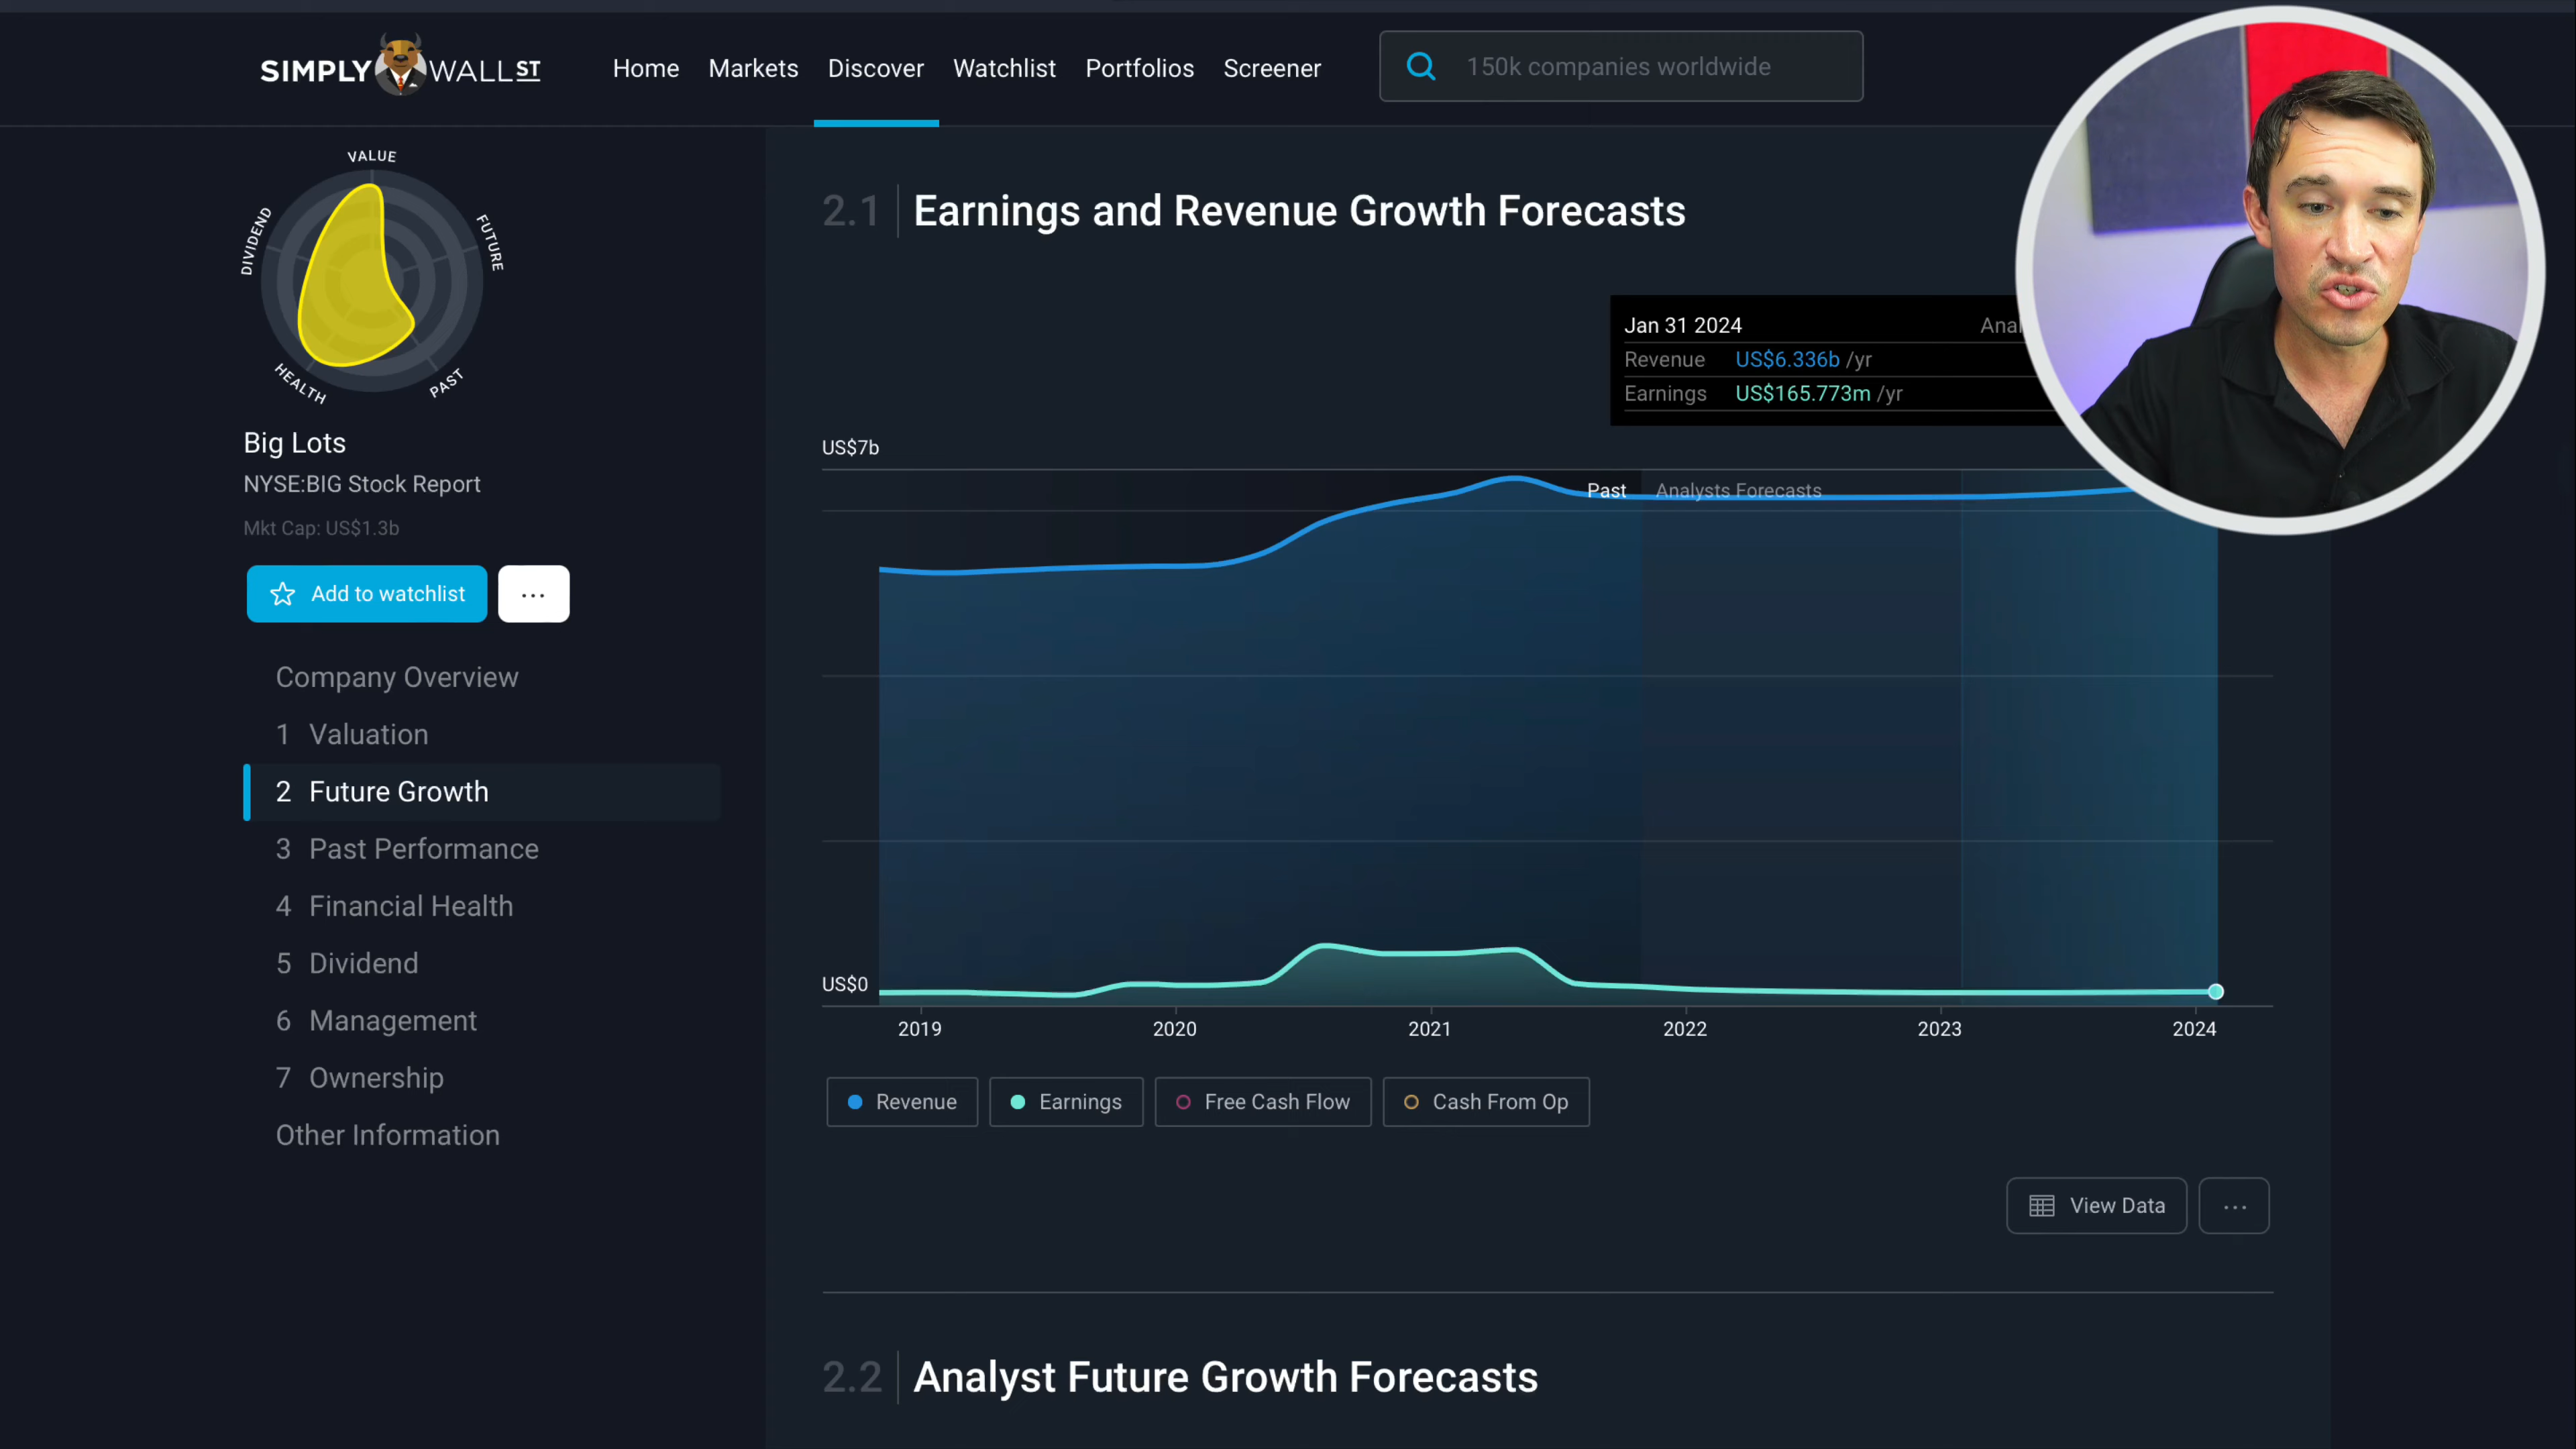 SIMPLY WALL ST
Home Markets Discover Watchlist Portfolios Screener
150k companies worldwide
VALUE
FUTURE
PAST
HEALTH
DIVIDEND
Big Lots
NYSE:BIG Stock Report
Mkt Cap: US$1.3b
Add to watchlist
...
Company Overview
1 Valuation
2 Future Growth
3 Past Performance
4 Financial Health
5 Dividend
6 Management
7 Ownership
Other Information
2.1 Earnings and Revenue Growth Forecasts
Jan 31 2024
Revenue US$6.336b /yr
Earnings US$165.773m /yr
US$7b
Past Analysts Forecasts
US$0
2019 2020 2021 2022 2023 2024
Revenue Earnings Free Cash Flow Cash From Op
View Data ...
2.2 Analyst Future Growth Forecasts